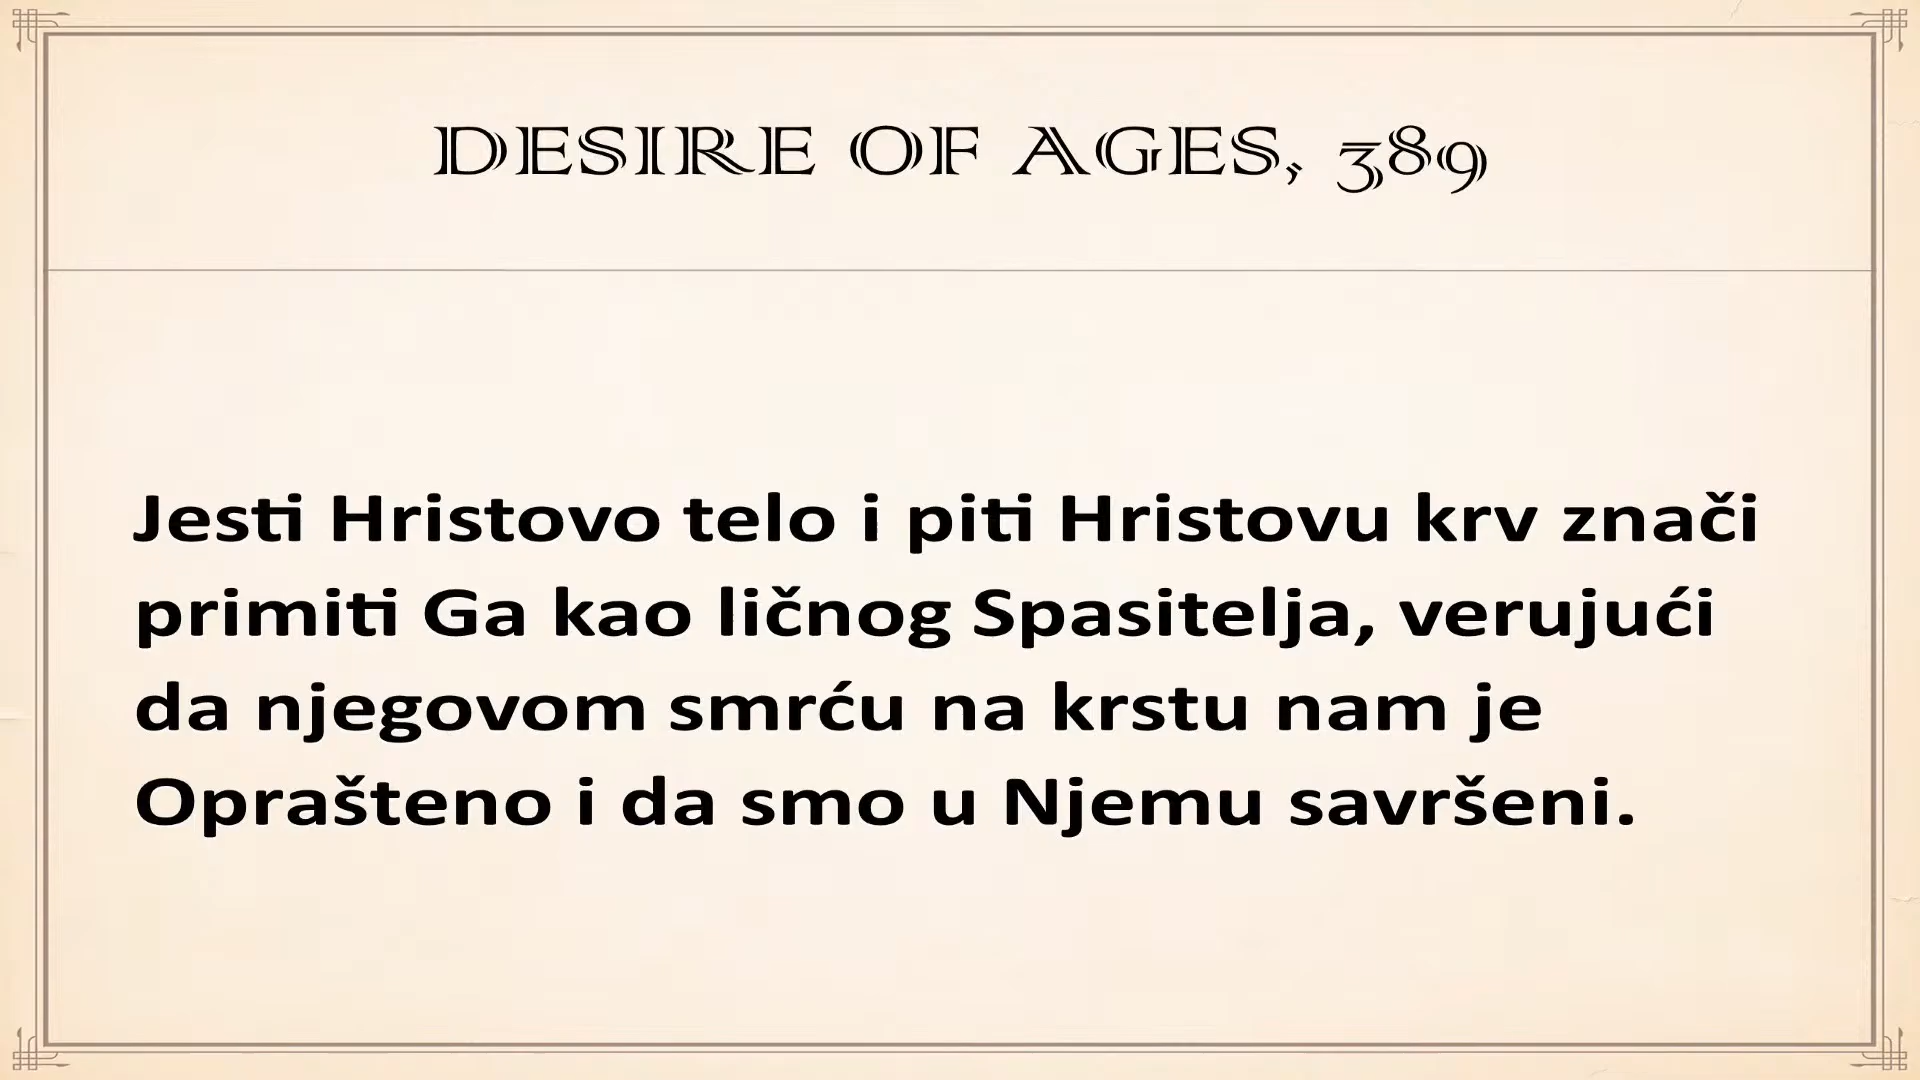 DESIRE OF AGES, 389
Jesti Hristovo telo i piti Hristovu krv znači
primiti Ga kao ličnog Spasitelja, verujući
da njegovom smrću na krstu nam je
Oprašteno i da smo u Njemu savršeni.